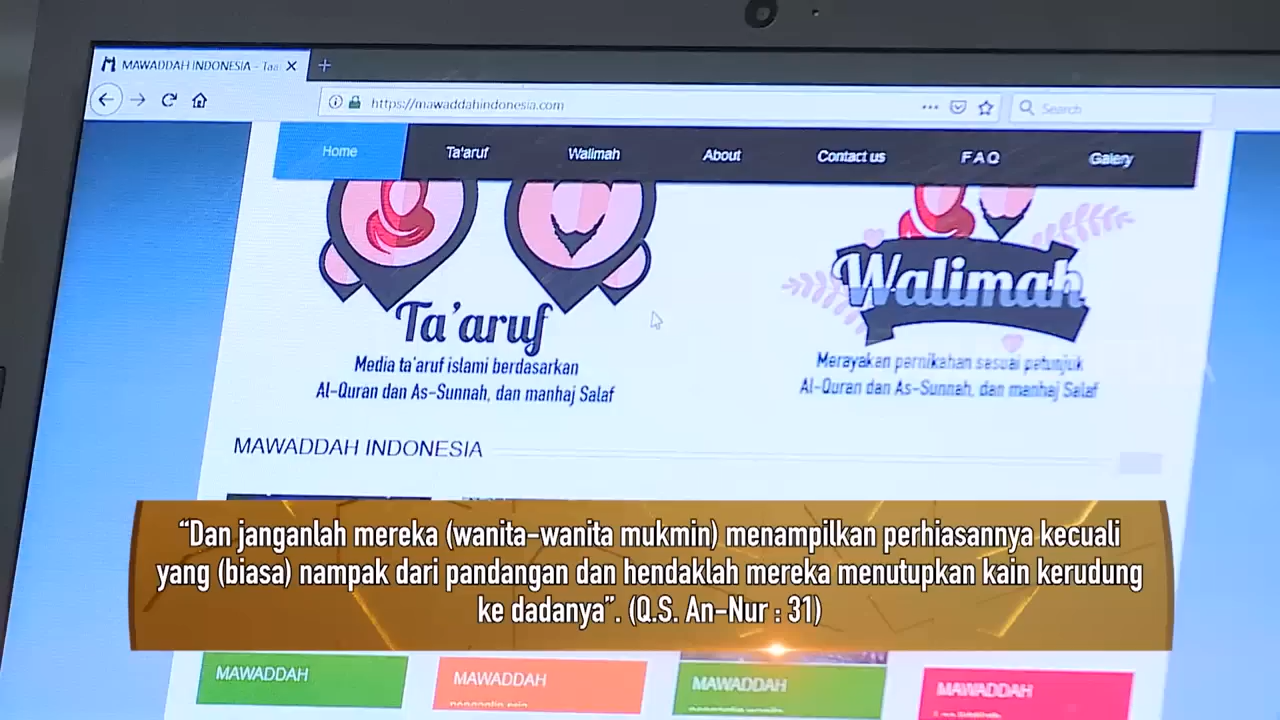 MAWADDAH INDONESIA - Taa
https://mawaddahindonesia.com
Search
Home
Ta'aruf
Walimah
About
Contact us
F A Q
Galery
Ta'aruf
Media ta'aruf islami berdasarkan
Al-Quran dan As-Sunnah, dan manhaj Salaf
Walimah
Merayakan pernikahan sesuai petunjuk
Al-Quran dan As-Sunnah, dan manhaj Salaf
MAWADDAH INDONESIA
“Dan janganlah mereka (wanita-wanita mukmin) menampilkan perhiasannya kecuali
yang (biasa) nampak dari pandangan dan hendaklah mereka menutupkan kain kerudung
ke dadanya”. (Q.S. An-Nur : 31)
MAWADDAH
MAWADDAH
MAWADDAH
MAWADDAH